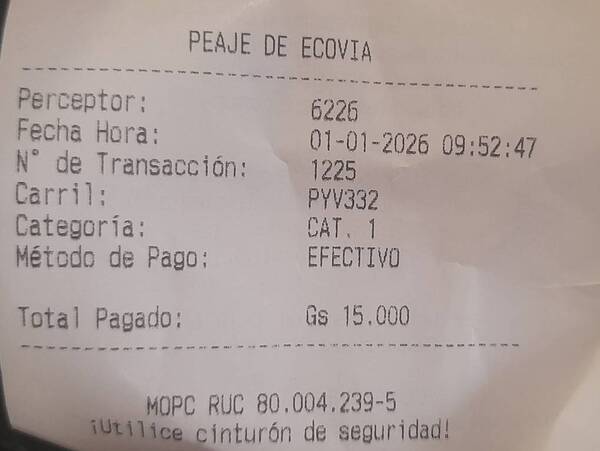 PEAJE DE ECOVIA
------------------------------------------------
Perceptor: 6226
Fecha Hora: 01-01-2026 09:52:47
N° de Transacción: 1225
Carril: PYV332
Categoría: CAT. 1
Método de Pago: EFECTIVO
Total Pagado: Gs 15.000
------------------------------------------------
MOPC RUC 80.004.239-5
¡Utilice cinturón de seguridad!